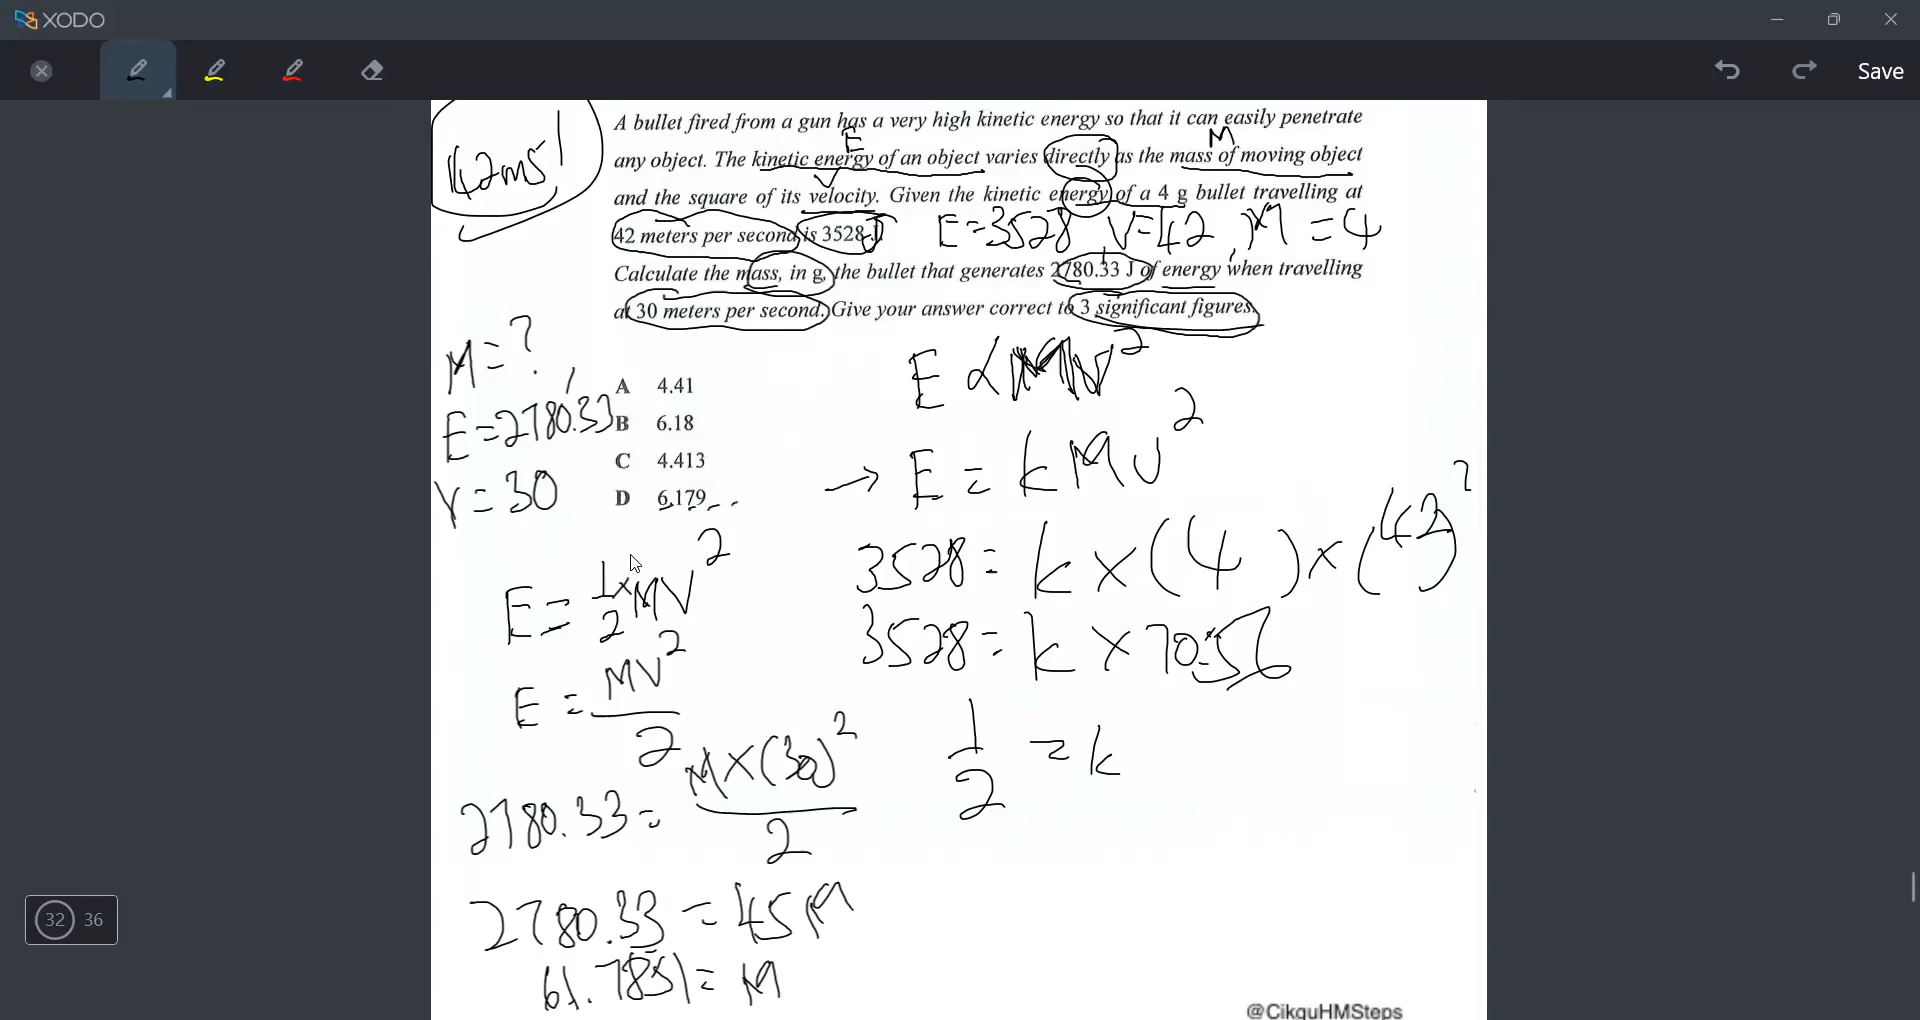 XODO
Save
42ms⁻¹
A bullet fired from a gun has a very high kinetic energy so that it can easily penetrate
E M
any object. The kinetic energy of an object varies directly as the mass of moving object
V
and the square of its velocity. Given the kinetic energy of a 4 g bullet travelling at
42 meters per second is 3528 J. E=3528 V=42, M=4
Calculate the mass, in g, the bullet that generates 2780.33 J of energy when travelling
at 30 meters per second. Give your answer correct to 3 significant figures.
M=?
E=2780.33
V=30
A 4.41
B 6.18
C 4.413
D 6.179
E ∝ MV²
→ E = kMV²
3528 = k × (4) × (42)²
3528 = k × 7056
1/2 = k
E = 1/2 × MV²
E = MV²/2
2780.33 = M×(30)²/2
2780.33 = 45M
61.7851 = M
32 36
@CikguHMSteps